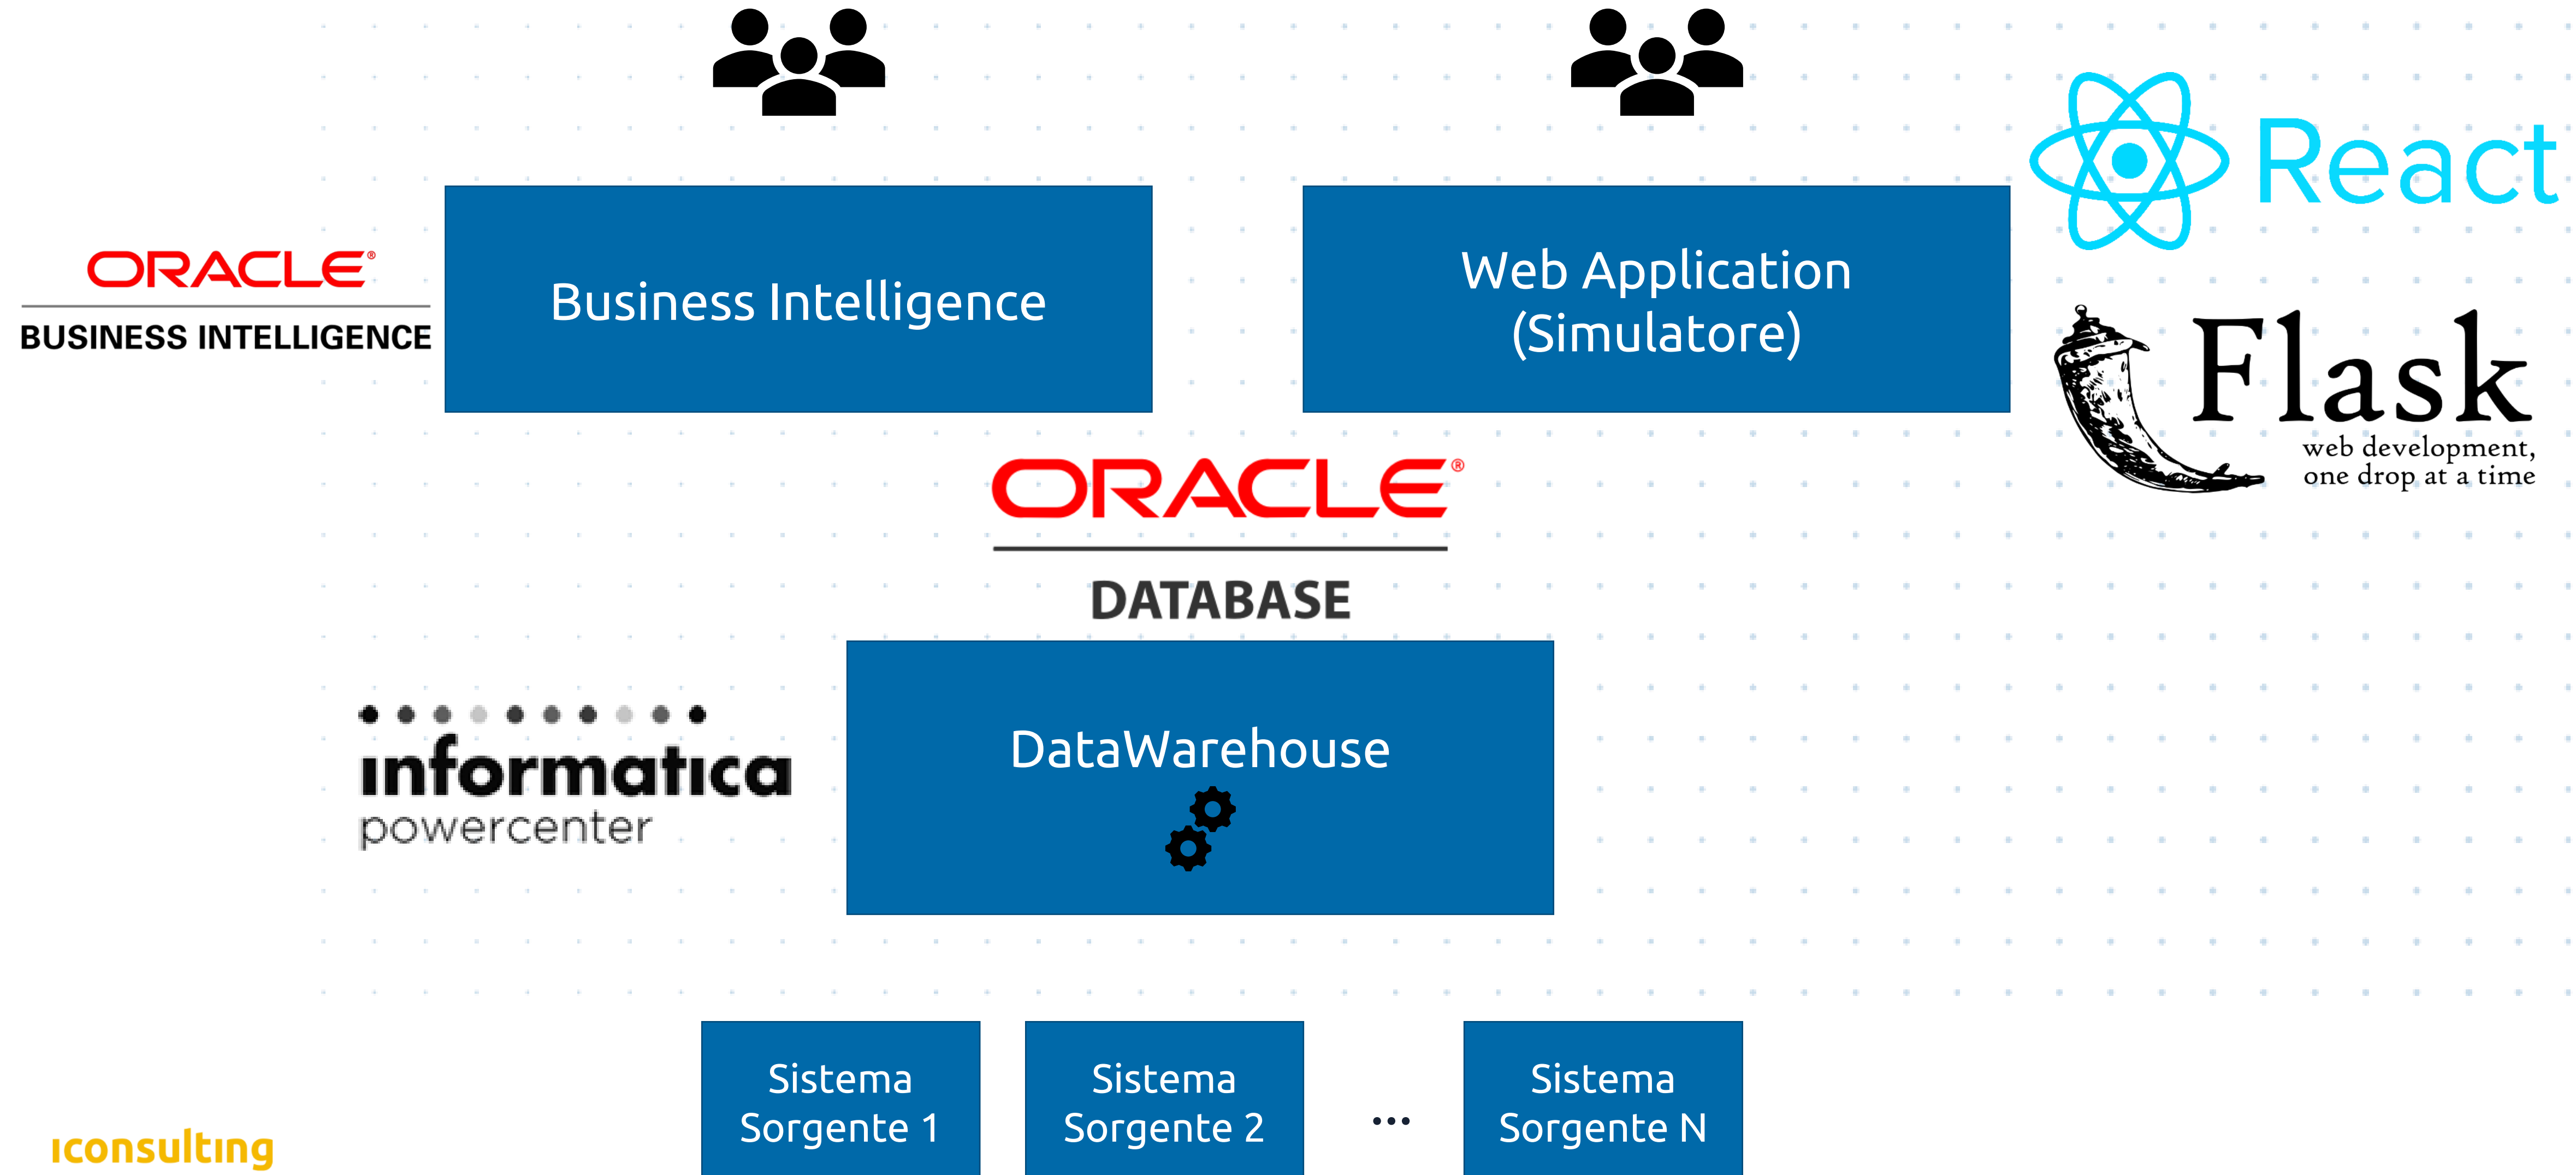 ORACLE®
BUSINESS INTELLIGENCE
Business Intelligence
Web Application
(Simulatore)
React
Flask
web development,
one drop at a time
ORACLE®
DATABASE
informatica
powercenter
DataWarehouse
Sistema
Sorgente 1
Sistema
Sorgente 2
...
Sistema
Sorgente N
iconsulting